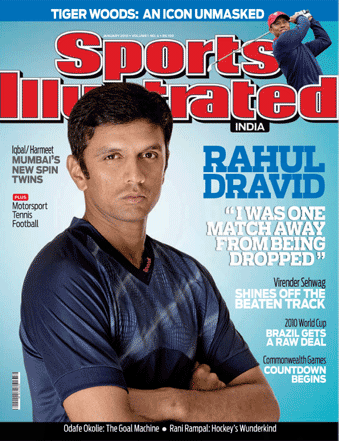 TIGER WOODS: AN ICON UNMASKED
Sports
Illustrated
INDIA
Iqbal/Harmeet
MUMBAI'S
NEW SPIN
TWINS
PLUS
Motorsport
Tennis
Football
RAHUL
DRAVID
"I WAS ONE
MATCH AWAY
FROM BEING
DROPPED"
Virender Sehwag
SHINES OFF THE
BEATEN TRACK
2010 World Cup
BRAZIL GETS
A RAW DEAL
Commonwealth Games
COUNTDOWN
BEGINS
Odafe Okolie: The Goal Machine ● Rani Rampal: Hockey's Wunderkind